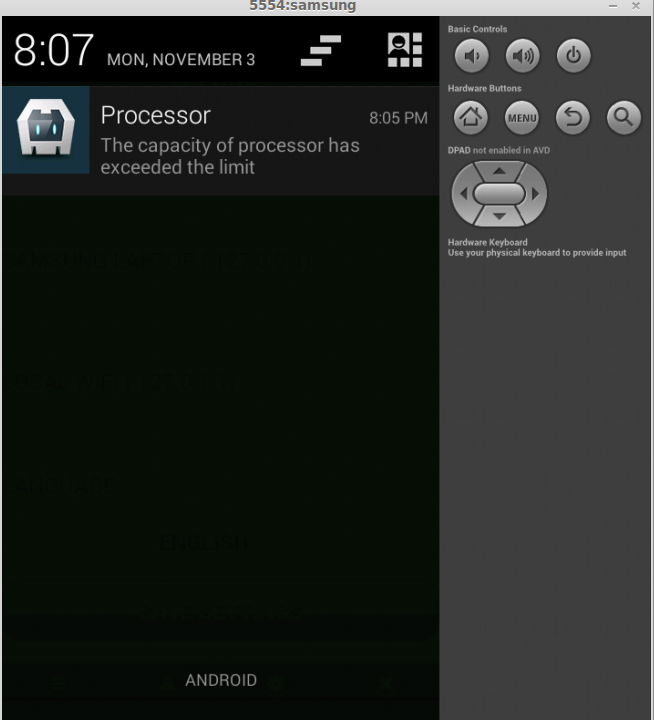 5554:samsung
8:07 MON, NOVEMBER 3
Processor 8:05 PM
The capacity of processor has
exceeded the limit
ENGLISH
ANDROID
Basic Controls
Hardware Buttons
MENU
DPAD not enabled in AVD
Hardware Keyboard
Use your physical keyboard to provide input